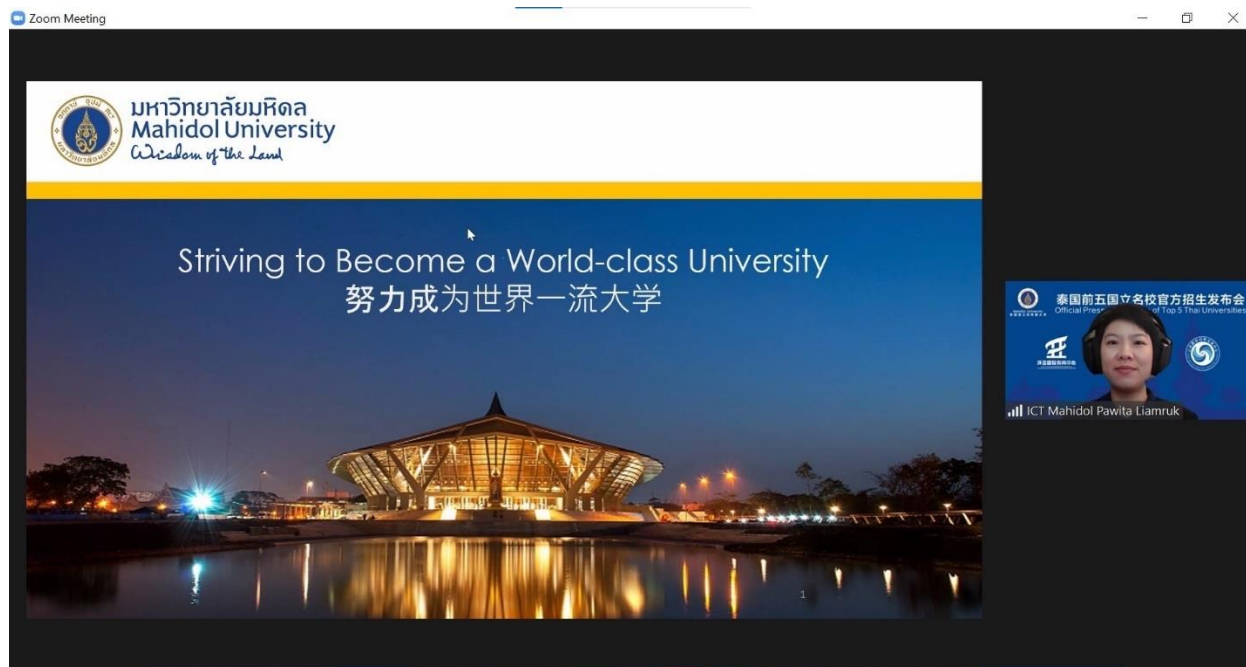 Zoom Meeting
มหาวิทยาลัยมหิดล
Mahidol University
Wisdom of the Land
Striving to Become a World-class University
努力成为世界一流大学
1
泰国前五国立名校官方招生发布会
Official Press of Top 5 Thai Universities
ICT Mahidol Pawita Liamruk